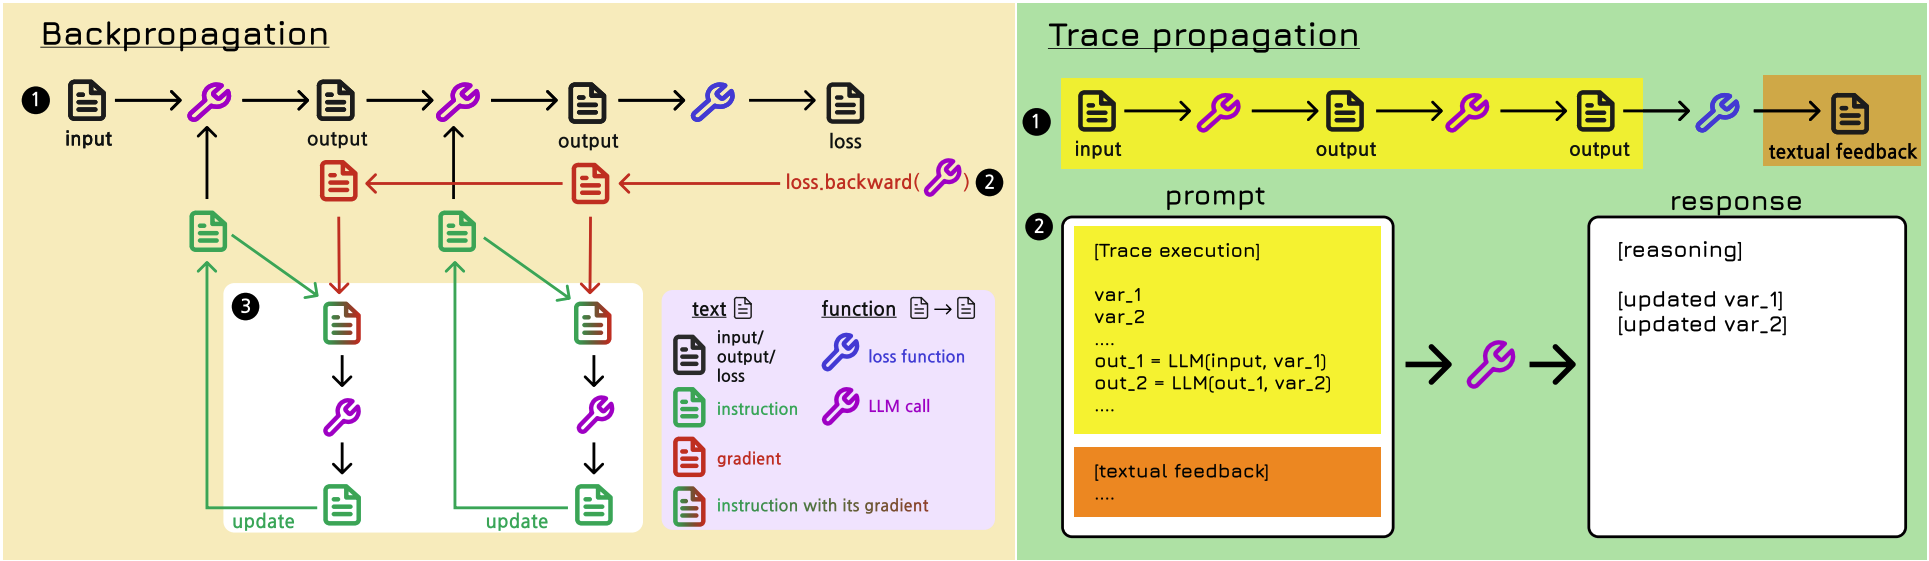 Backpropagation
1
input
output
output
loss
loss.backward( ) 2
3
update
update
text
function
input/
output/
loss
loss function
instruction
LLM call
gradient
instruction with its gradient
Trace propagation
1
input
output
output
textual feedback
2
prompt
[Trace execution]
var_1
var_2
....
out_1 = LLM(input, var_1)
out_2 = LLM(out_1, var_2)
....
[textual feedback]
....
response
[reasoning]
[updated var_1]
[updated var_2]